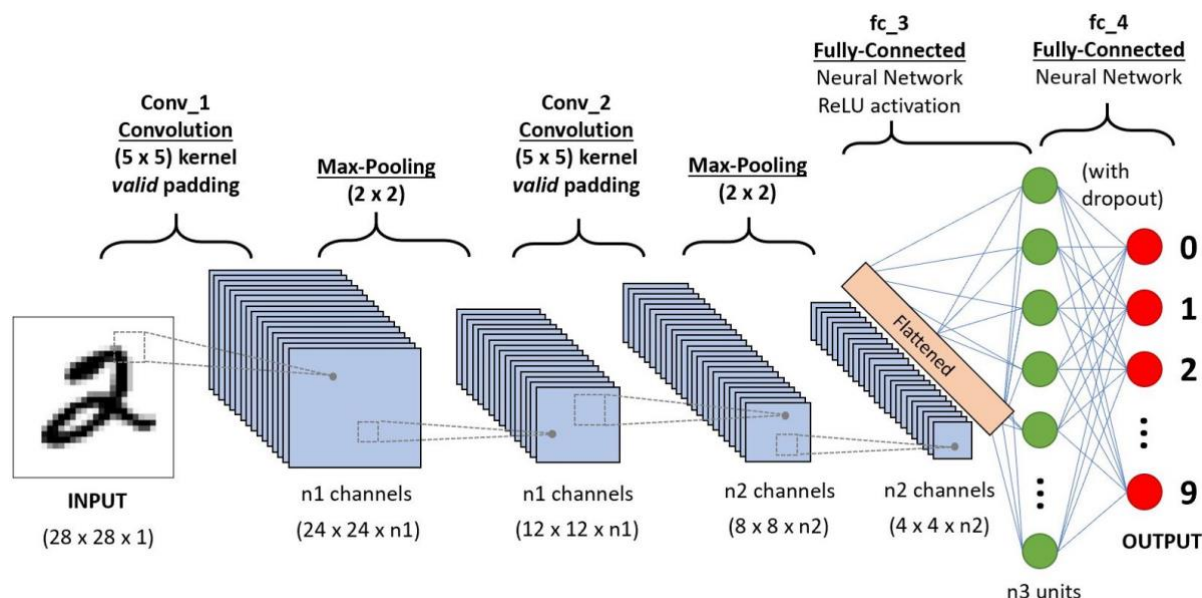 fc_3
Fully-Connected
Neural Network
ReLU activation
fc_4
Fully-Connected
Neural Network
Conv_1
Convolution
(5 x 5) kernel
valid padding
Max-Pooling
(2 x 2)
Conv_2
Convolution
(5 x 5) kernel
valid padding
Max-Pooling
(2 x 2)
(with
dropout)
Flattened
0
1
2
9
INPUT
(28 x 28 x 1)
n1 channels
(24 x 24 x n1)
n1 channels
(12 x 12 x n1)
n2 channels
(8 x 8 x n2)
n2 channels
(4 x 4 x n2)
OUTPUT
n3 units
2